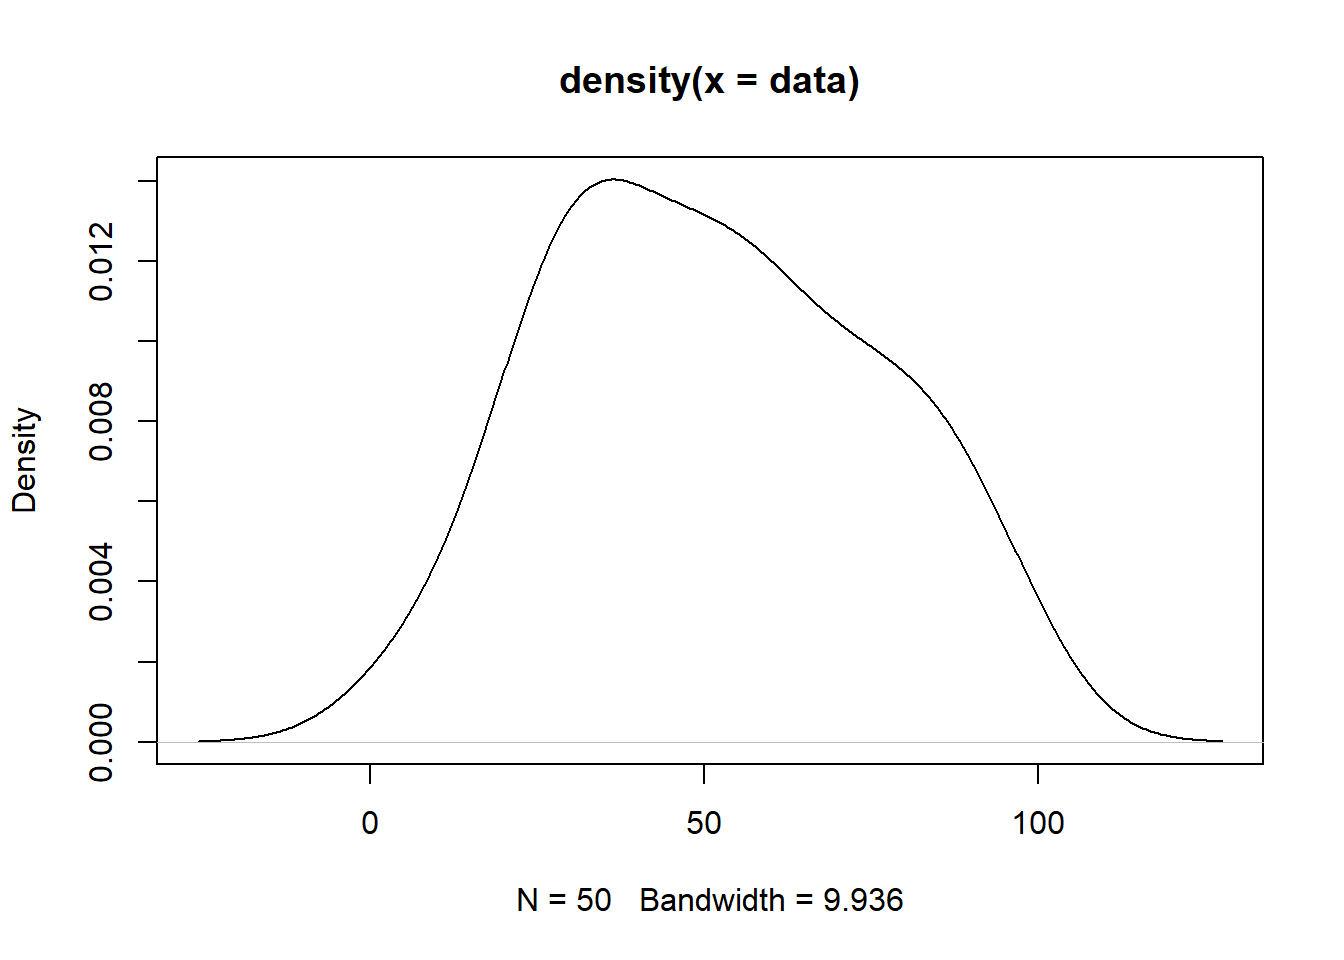 density(x = data)
Density
0.012
0.008
0.004
0.000
0 50 100
N = 50 Bandwidth = 9.936